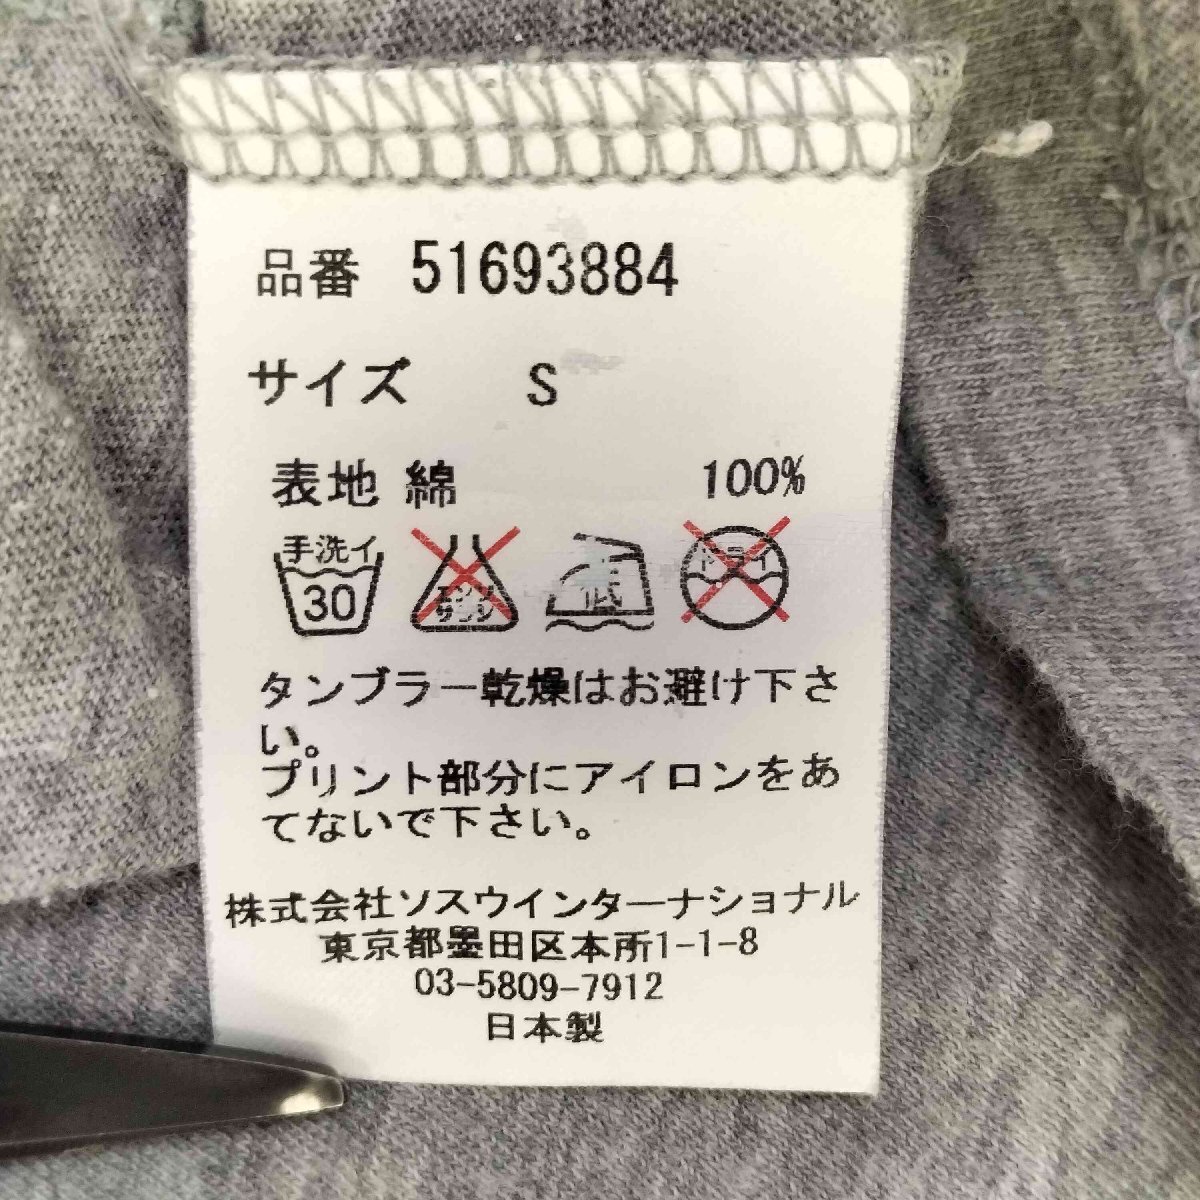 品番 51693884
サイズ S
表地 綿 100%
手洗イ エンソ 低 ドライ
30 サラシ
タンブラー乾燥はお避け下さ
い。
プリント部分にアイロンをあ
てないで下さい。
株式会社ソスウインターナショナル
東京都墨田区本所1-1-8
03-5809-7912
日本製